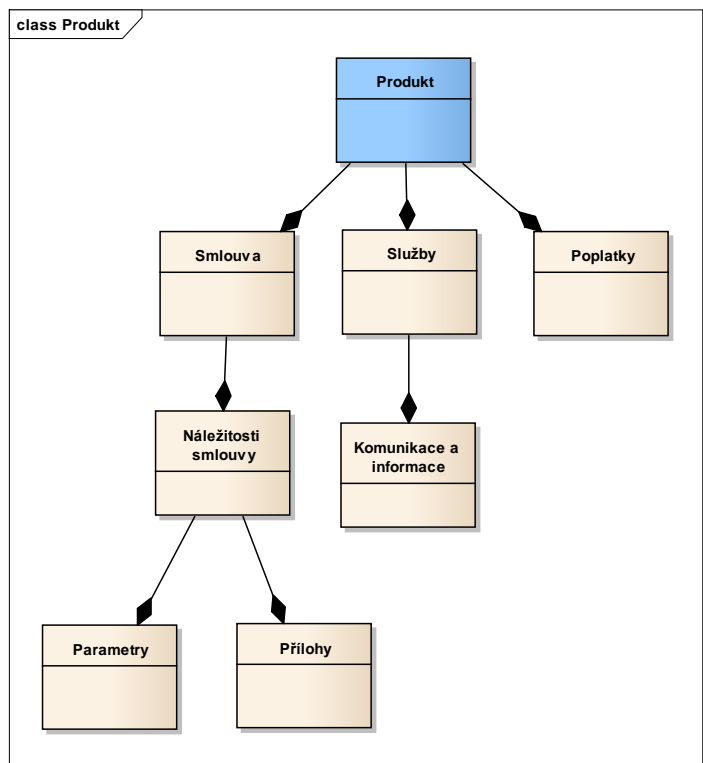 class Produkt
Produkt
Smlouva
Služby
Poplatky
Náležitosti
smlouvy
Komunikace a
informace
Parametry
Přílohy